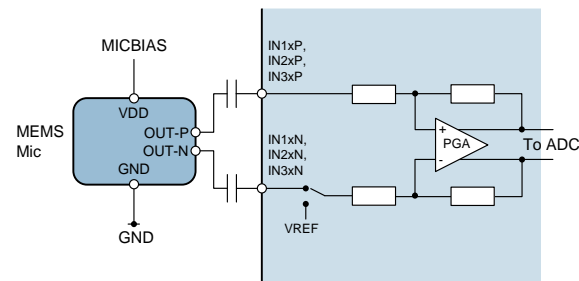 MICBIAS
IN1xP,
IN2xP,
IN3xP
VDD
MEMS
Mic
OUT-P
OUT-N
GND
+
PGA
-
To ADC
IN1xN,
IN2xN,
IN3xN
VREF
GND